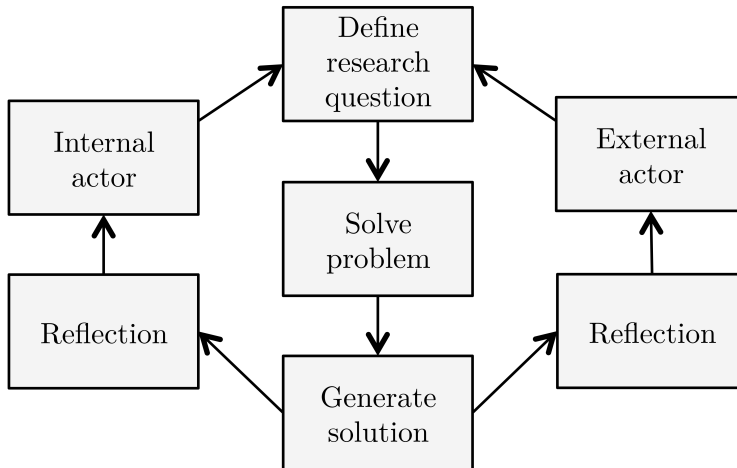 Define
research
question
Internal
actor
External
actor
Solve
problem
Reflection
Reflection
Generate
solution